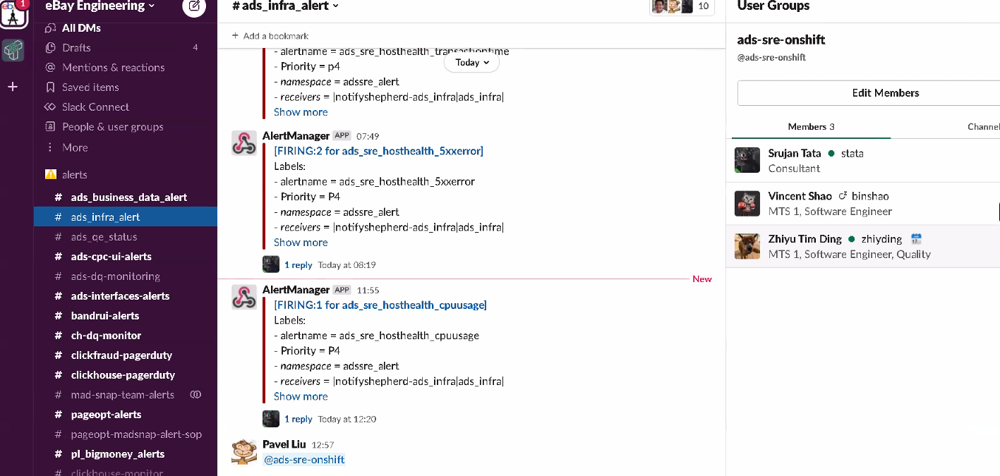 1
eBay Engineering
All DMs
Drafts 4
Mentions & reactions
Saved items
Slack Connect
People & user groups
More
alerts
# ads_business_data_alert
# ads_infra_alert
# ads_qe_status
# ads-cpc-ui-alerts
# ads-dq-monitoring
# ads-interfaces-alerts
# bandrui-alerts
# ch-dq-monitor
# clickfraud-pagerduty
# clickhouse-pagerduty
# mad-snap-team-alerts
# pageopt-alerts
# pageopt-madsnap-alert-sop
# pl_bigmoney_alerts
# clickhouse-monitor
# ads_infra_alert
10
+ Add a bookmark
- alertname = ads_sre_hosthealth_transactiontime
Today
- Priority = p4
- namespace = adssre_alert
- receivers = |notifyshepherd-ads_infra|ads_infra|
Show more
AlertManager APP 07:49
[FIRING:2 for ads_sre_hosthealth_5xxerror]
Labels:
- alertname = ads_sre_hosthealth_5xxerror
- Priority = P4
- namespace = adssre_alert
- receivers = |notifyshepherd-ads_infra|ads_infra|
Show more
1 reply Today at 08:19
New
AlertManager APP 11:55
[FIRING:1 for ads_sre_hosthealth_cpuusage]
Labels:
- alertname = ads_sre_hosthealth_cpuusage
- Priority = P4
- namespace = adssre_alert
- receivers = |notifyshepherd-ads_infra|ads_infra|
Show more
1 reply Today at 12:20
Pavel Liu 12:57
@ads-sre-onshift
User Groups
ads-sre-onshift
@ads-sre-onshift
Edit Members
Members 3 Channel
Srujan Tata stata
Consultant
Vincent Shao binshao
MTS 1, Software Engineer
Zhiyu Tim Ding zhiyding
MTS 1, Software Engineer, Quality